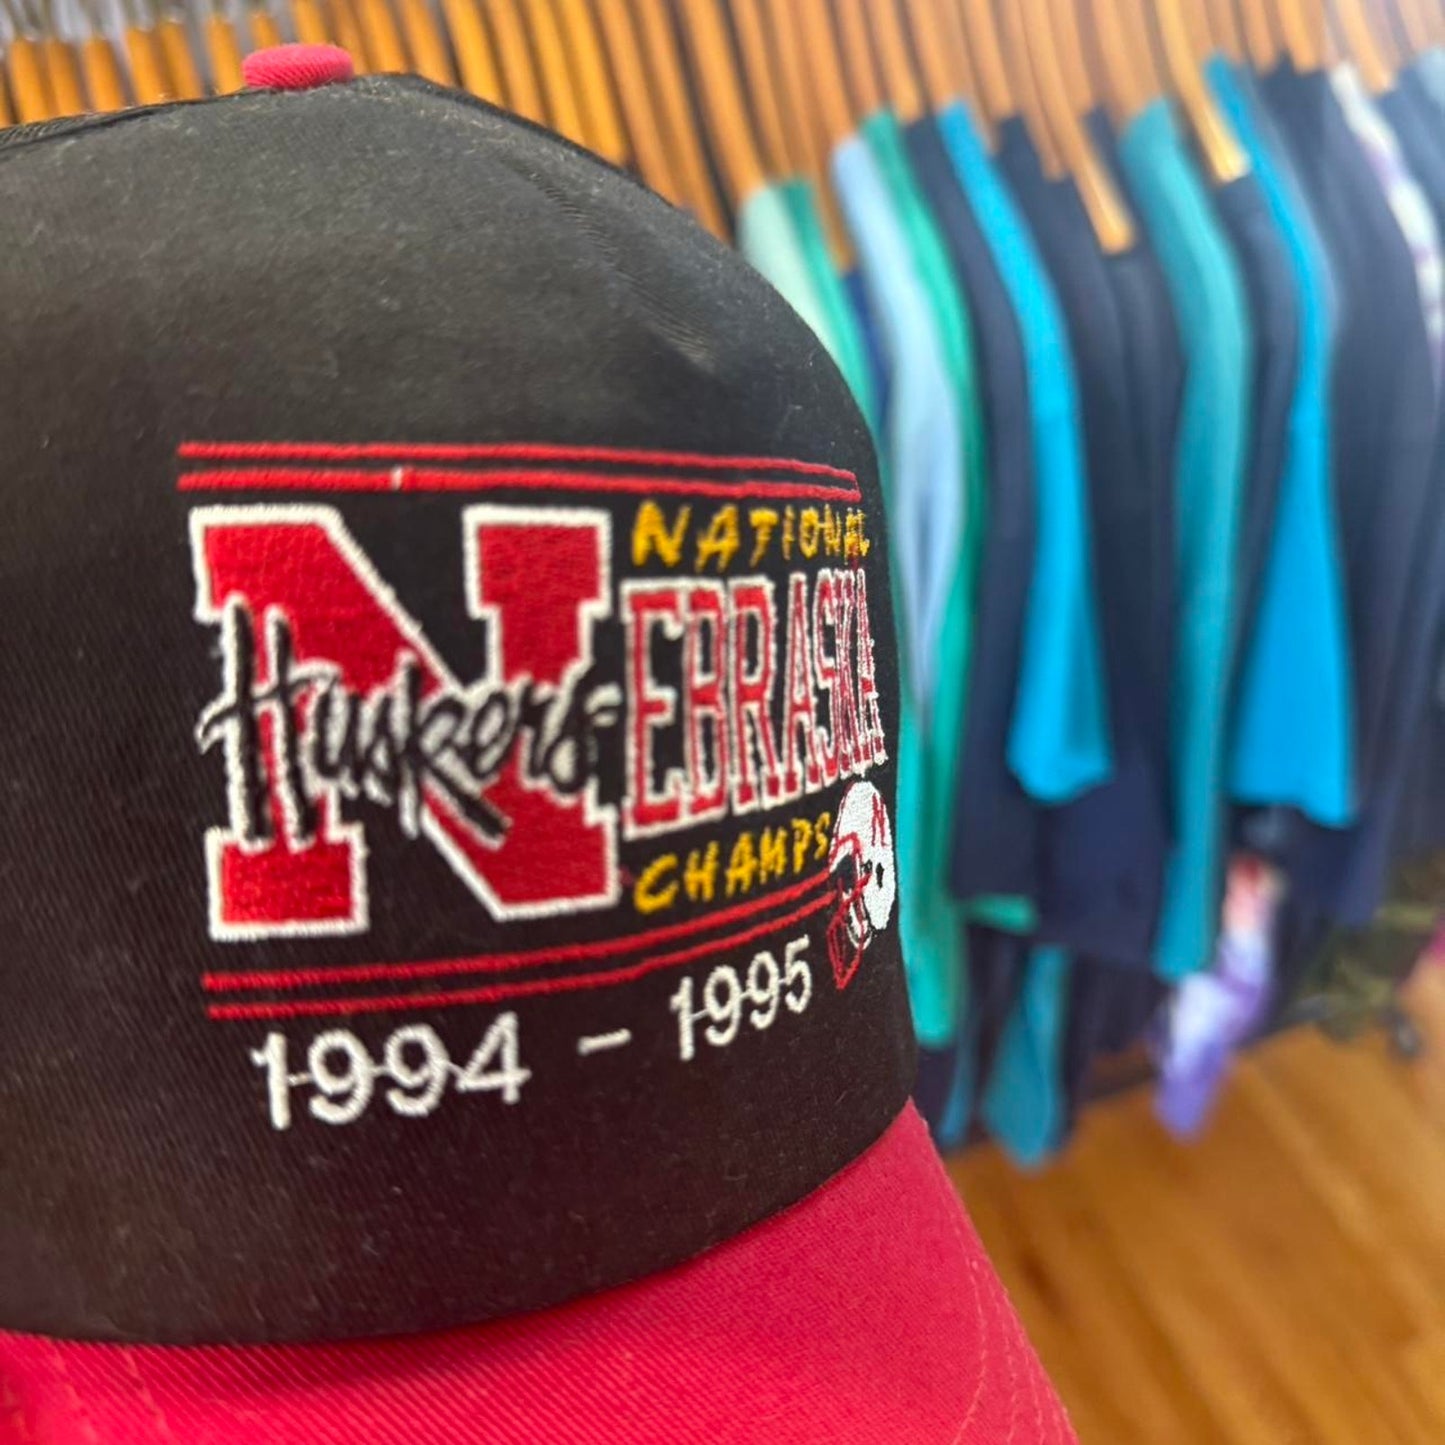 NATIONAL
NEBRASKA
Huskers
CHAMPS
1994 - 1995